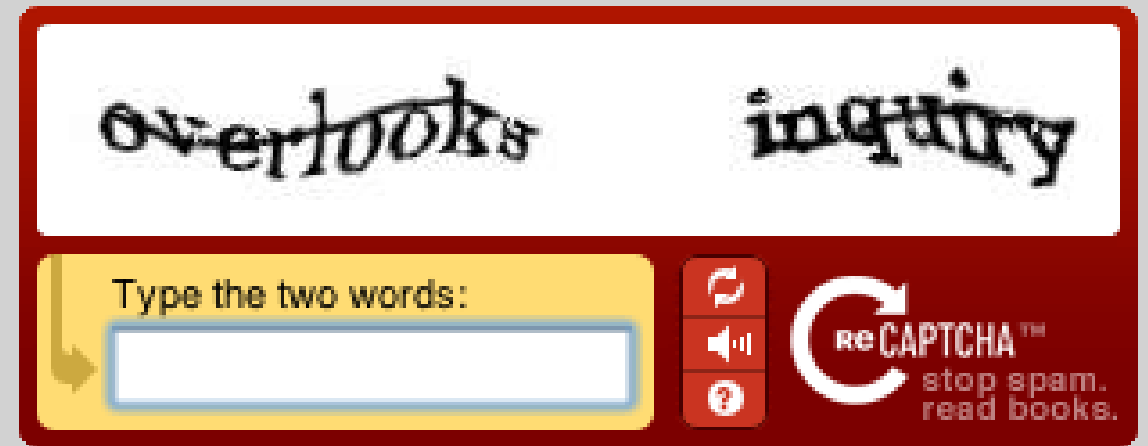 overlooks inquiry
Type the two words:
ReCAPTCHA™
stop spam.
read books.